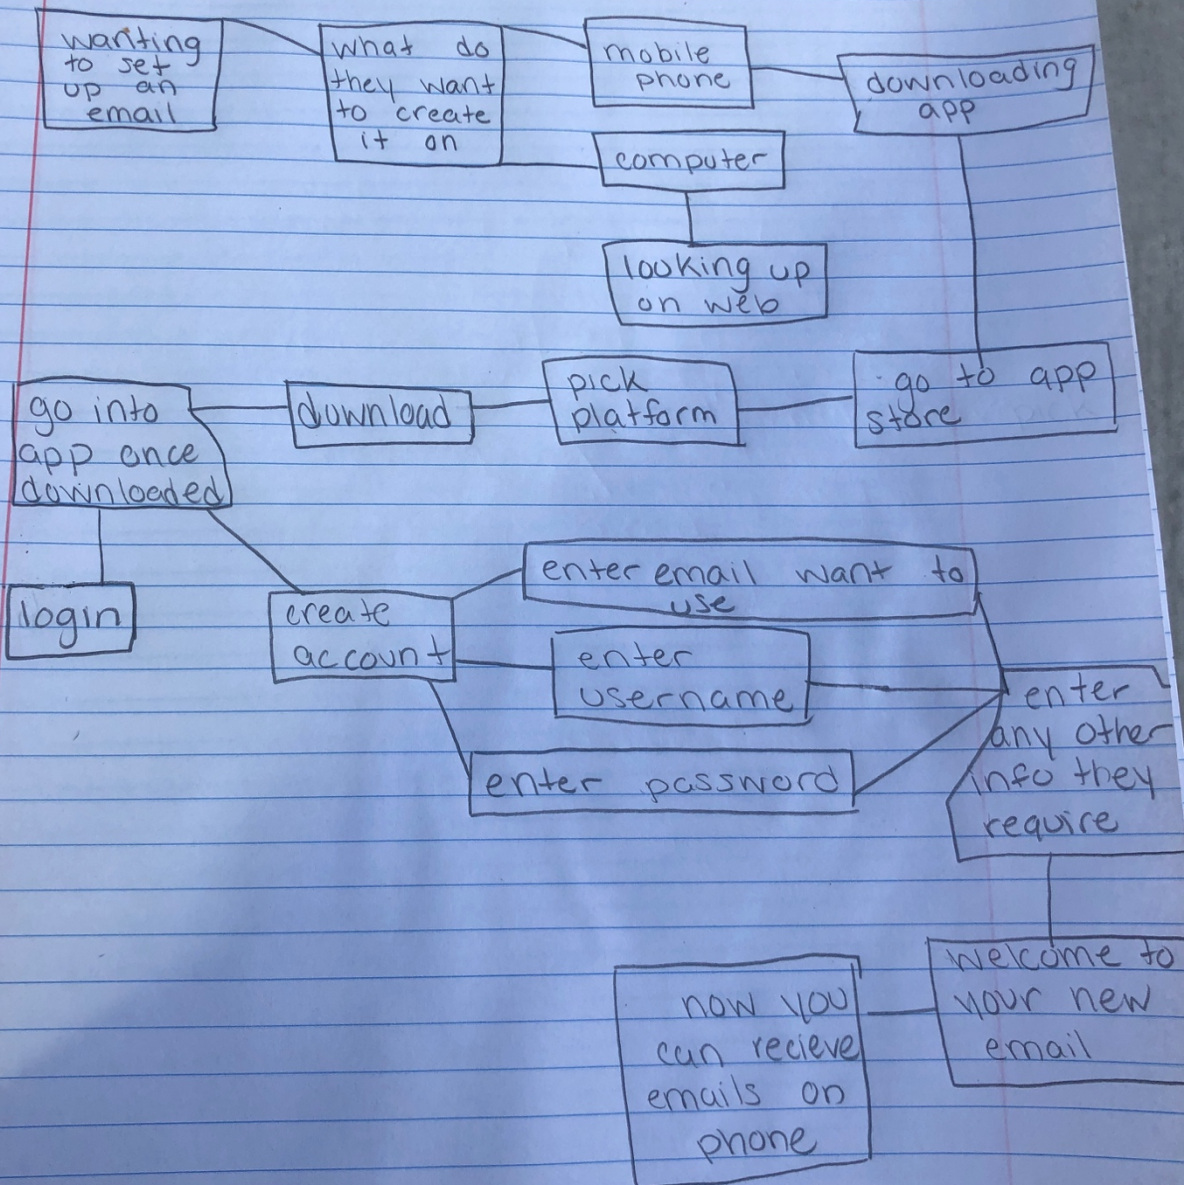 wanting
to set
up an
email
what do
they want
to create
it on
mobile
phone
downloading
app
computer
looking up
on web
go to app
store
pick
platform
download
go into
app once
downloaded
login
create
account
enter email want to
use
enter
username
enter password
enter
any other
info they
require
welcome to
your new
email
now you
can recieve
emails on
phone